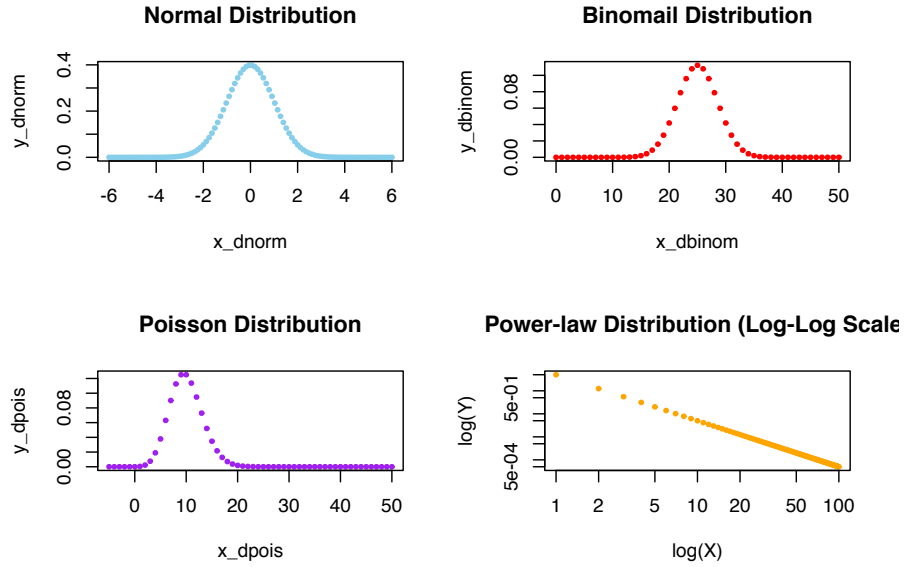 Normal Distribution
y_dnorm
0.0 0.2 0.4
-6 -4 -2 0 2 4 6
x_dnorm
Binomail Distribution
y_dbinom
0.00 0.08
0 10 20 30 40 50
x_dbinom
Poisson Distribution
y_dpois
0.00 0.08
0 10 20 30 40 50
x_dpois
Power-law Distribution (Log-Log Scale
log(Y)
5e-04 5e-01
1 2 5 10 20 50 100
log(X)